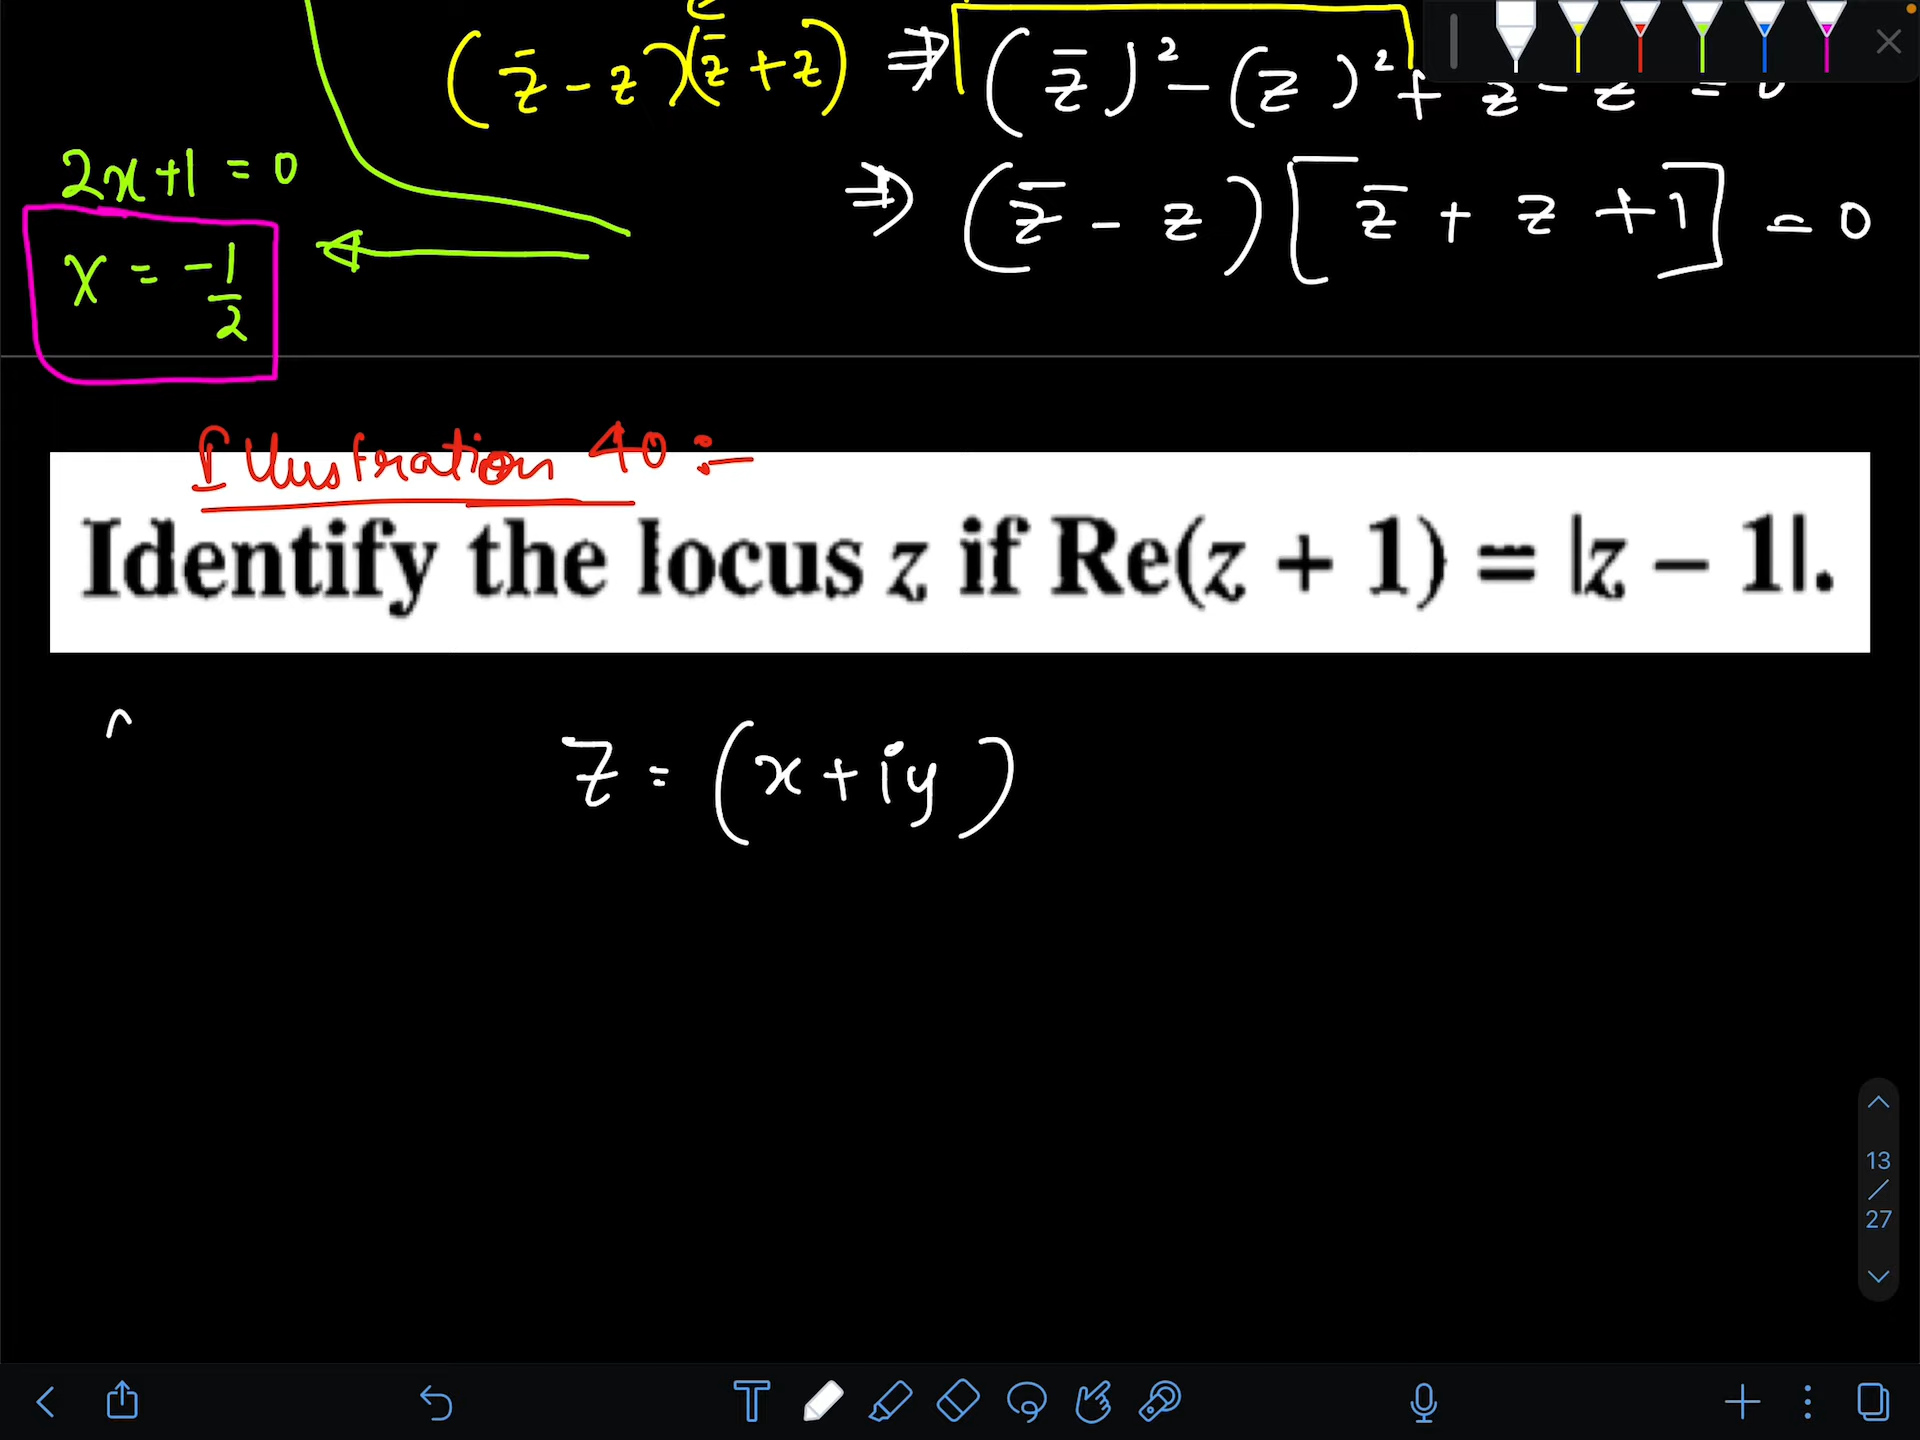 (z̄ - z)(z̄ + z) ⇒ (z̄)² - (z)² + z̄ - z = 0
2x+1 = 0
⇒ (z̄ - z)[z̄ + z + 1] = 0
x = -1/2
Illustration 40 :-
Identify the locus z if Re(z + 1) = |z – 1|.
z = (x + iy)
13
/
27